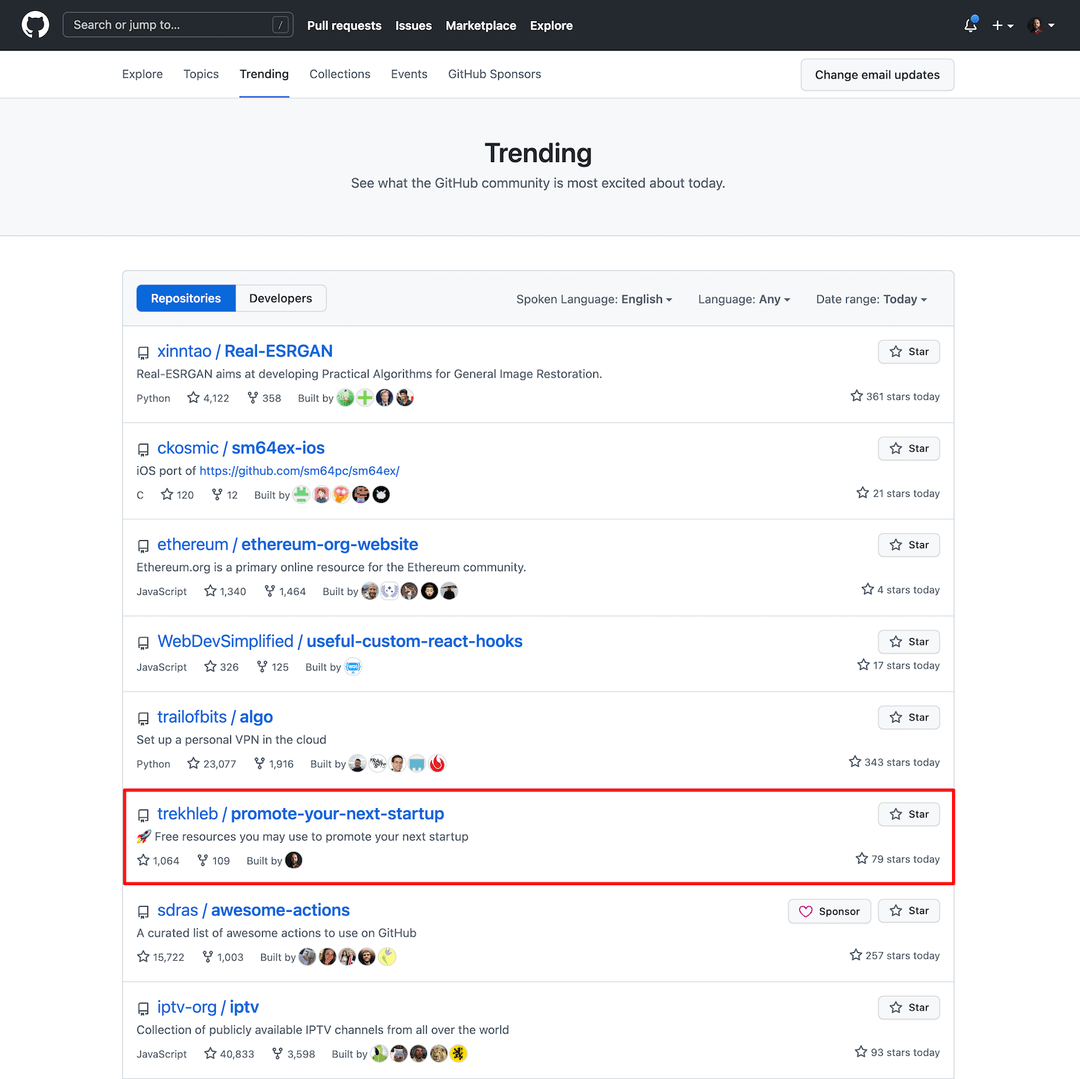 Search or jump to... /
Pull requests Issues Marketplace Explore
Explore Topics Trending Collections Events GitHub Sponsors Change email updates
Trending
See what the GitHub community is most excited about today.
Repositories Developers Spoken Language: English Language: Any Date range: Today
xinntao / Real-ESRGAN Star
Real-ESRGAN aims at developing Practical Algorithms for General Image Restoration.
Python 4,122 358 Built by 361 stars today
ckosmic / sm64ex-ios Star
iOS port of https://github.com/sm64pc/sm64ex/
C 120 12 Built by 21 stars today
ethereum / ethereum-org-website Star
Ethereum.org is a primary online resource for the Ethereum community.
JavaScript 1,340 1,464 Built by 4 stars today
WebDevSimplified / useful-custom-react-hooks Star
JavaScript 326 125 Built by 17 stars today
trailofbits / algo Star
Set up a personal VPN in the cloud
Python 23,077 1,916 Built by 343 stars today
trekhleb / promote-your-next-startup Star
🚀 Free resources you may use to promote your next startup
1,064 109 Built by 79 stars today
sdras / awesome-actions Sponsor Star
A curated list of awesome actions to use on GitHub
15,722 1,003 Built by 257 stars today
iptv-org / iptv Star
Collection of publicly available IPTV channels from all over the world
JavaScript 40,833 3,598 Built by 93 stars today